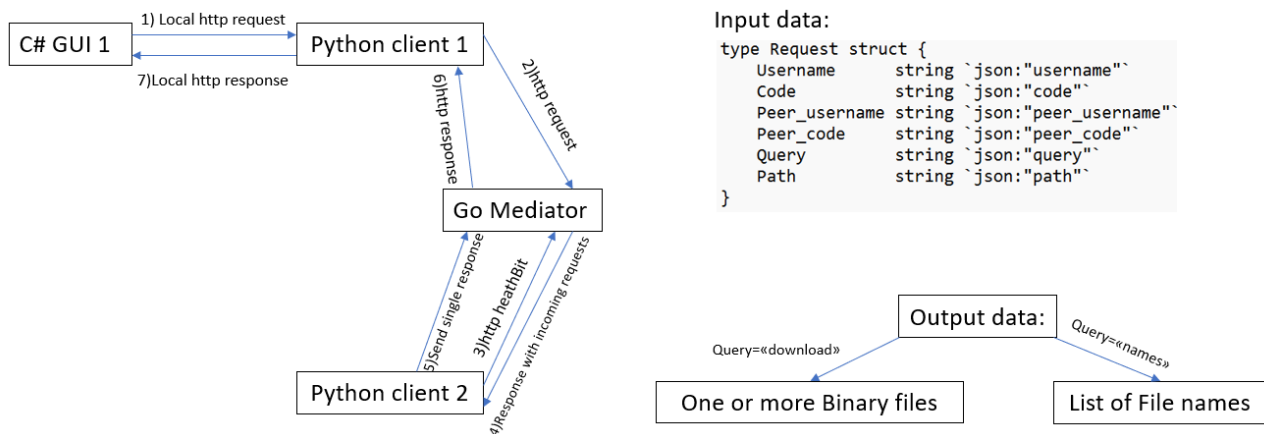 1) Local http request
C# GUI 1
Python client 1
7)Local http response
2)http request
6)http response
Go Mediator
5)Send single response
3)http heathBit
4)Response with incoming requests
Python client 2
Input data:
type Request struct {
Username string `json:"username"`
Code string `json:"code"`
Peer_username string `json:"peer_username"`
Peer_code string `json:"peer_code"`
Query string `json:"query"`
Path string `json:"path"`
}
Output data:
Query=«download»
Query=«names»
One or more Binary files
List of File names